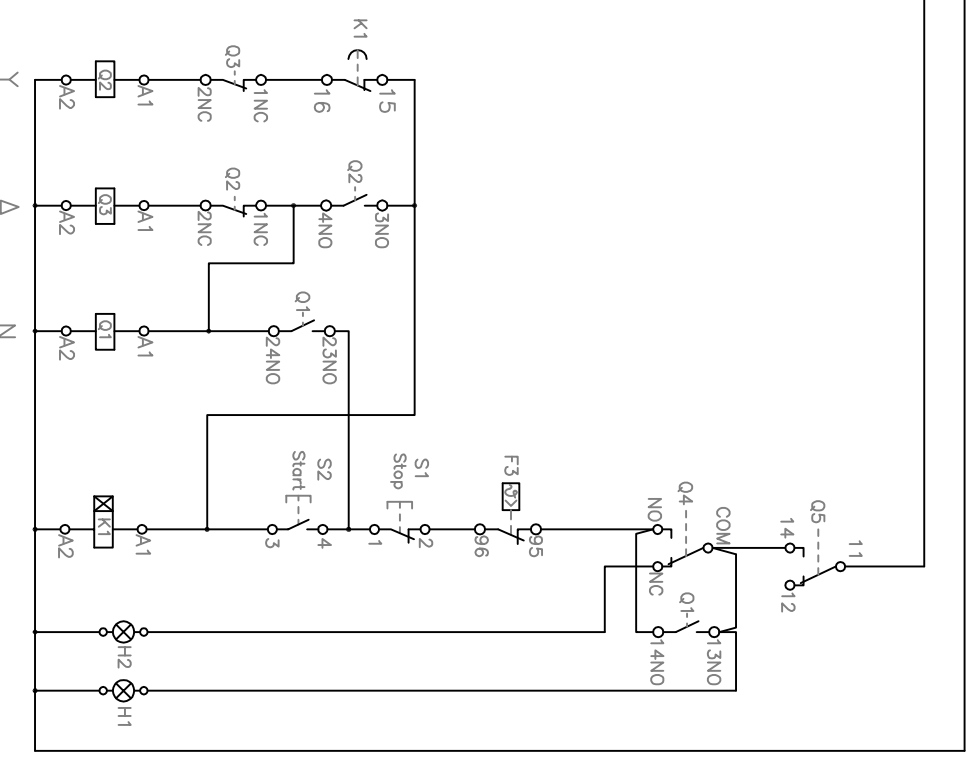 K1
15
16
Q3
1NC
2NC
A1
Q2
A2
Y
Q2
3NO
4NO
Q2
1NC
2NC
A1
Q3
A2
Δ
Q1
23NO
24NO
A1
Q1
A2
N
Q5
11
14
12
Q4
COM
NO
NC
Q1
13NO
14NO
F3
95
96
S1
Stop
2
1
S2
Start
4
3
A1
K1
A2
H2
H1